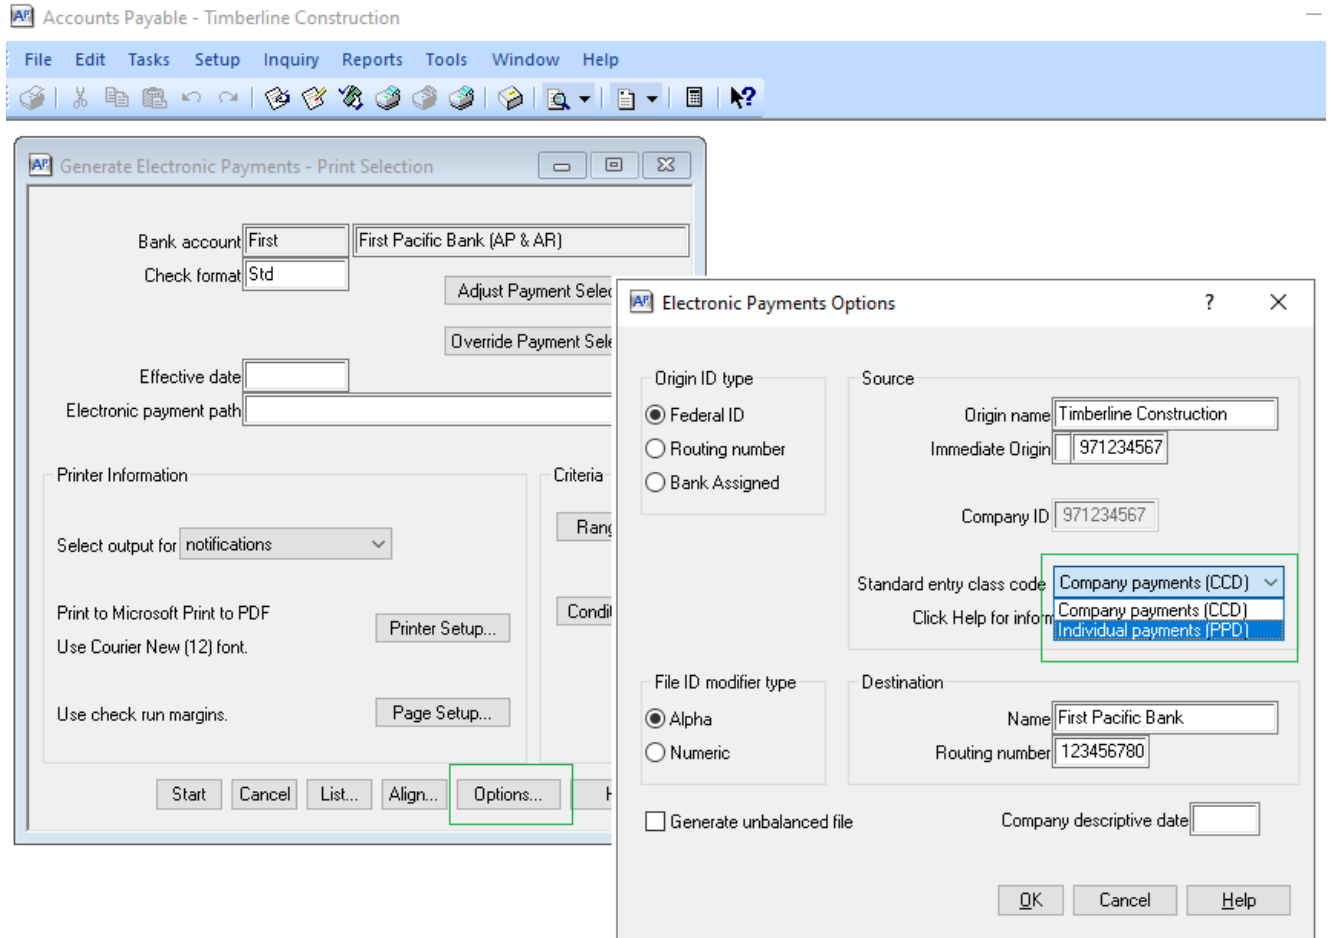 Accounts Payable - Timberline Construction
File Edit Tasks Setup Inquiry Reports Tools Window Help
Generate Electronic Payments - Print Selection
Bank account First First Pacific Bank (AP & AR)
Check format Std
Adjust Payment Selec
Override Payment Sele
Effective date
Electronic payment path
Printer Information
Select output for notifications
Print to Microsoft Print to PDF
Use Courier New (12) font.
Printer Setup...
Use check run margins.
Page Setup...
Criteria
Rang
Condit
Start Cancel List... Align... Options... H
Electronic Payments Options ?
Origin ID type
Federal ID
Routing number
Bank Assigned
Source
Origin name Timberline Construction
Immediate Origin 971234567
Company ID 971234567
Standard entry class code Company payments (CCD)
Company payments (CCD)
Individual payments (PPD)
Click Help for inform
File ID modifier type
Alpha
Numeric
Destination
Name First Pacific Bank
Routing number 123456780
Generate unbalanced file
Company descriptive date
OK Cancel Help